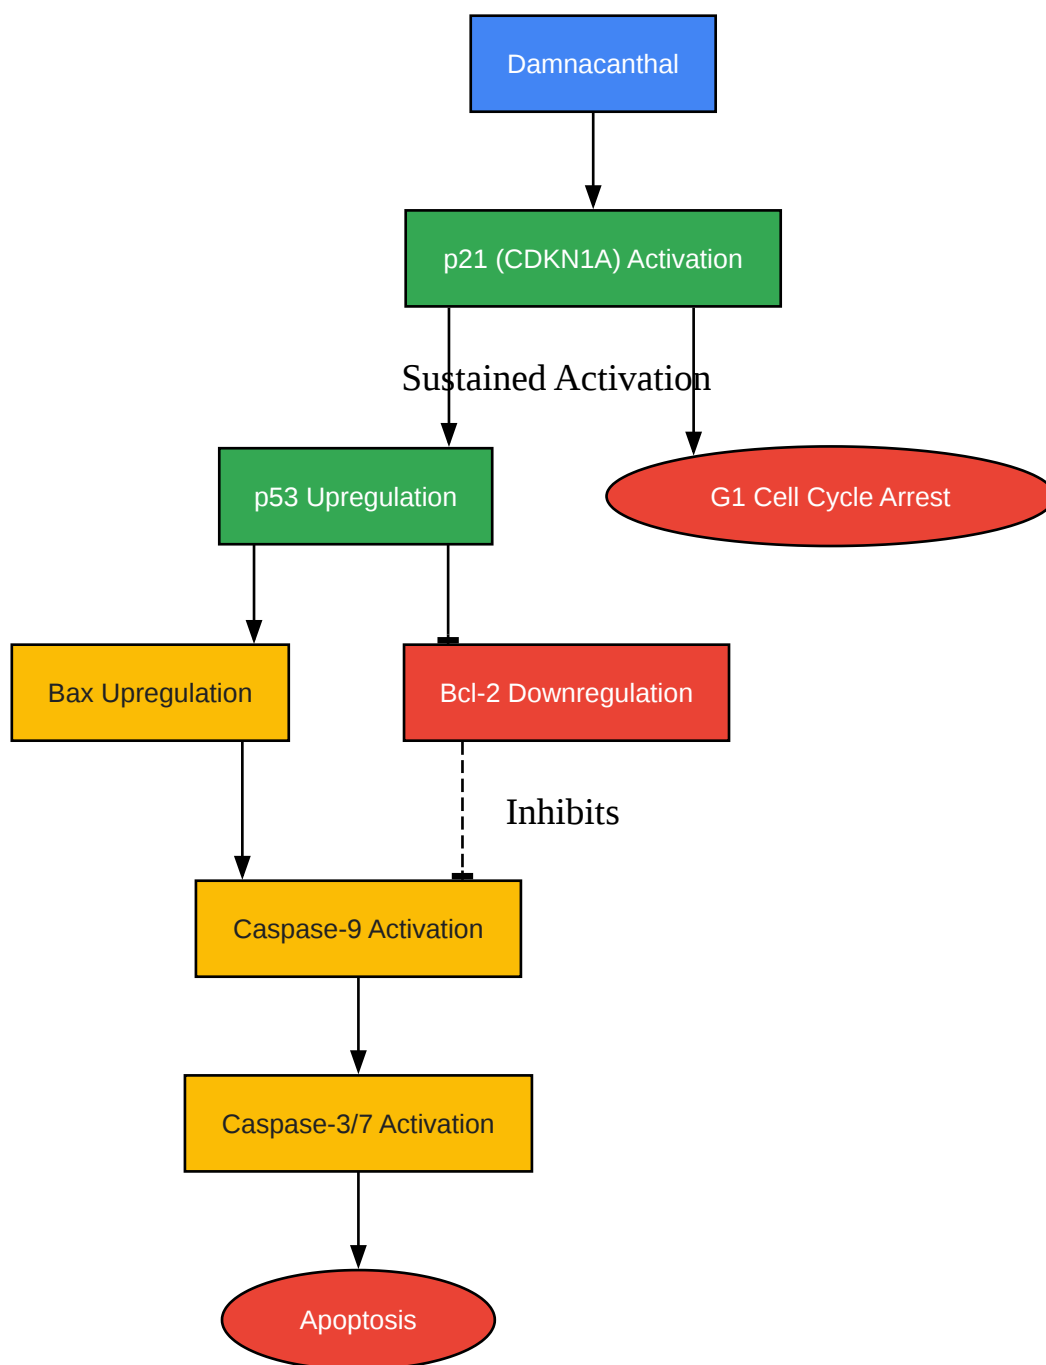 Damnacanthal
p21 (CDKN1A) Activation
Sustained Activation
p53 Upregulation
G1 Cell Cycle Arrest
Bax Upregulation
Bcl-2 Downregulation
Inhibits
Caspase-9 Activation
Caspase-3/7 Activation
Apoptosis